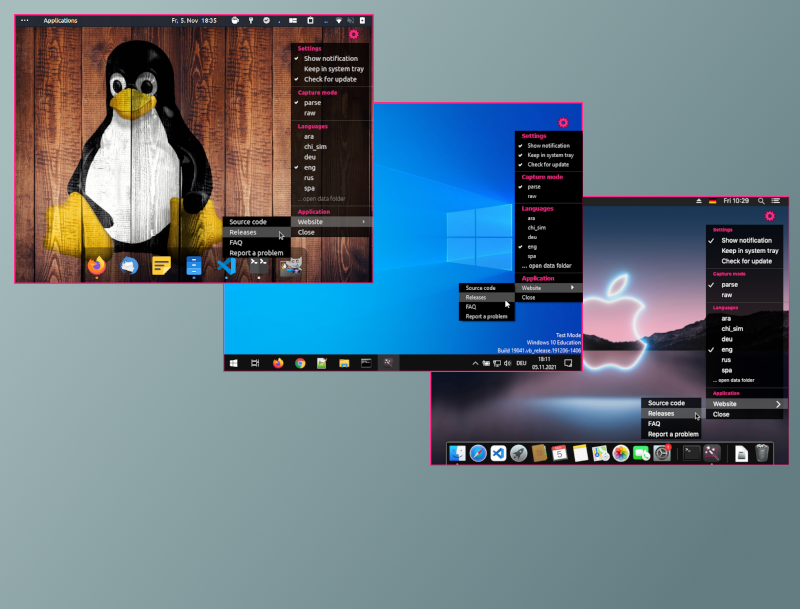 Applications
Fr, 5. Nov 18:35
Settings
Show notification
Keep in system tray
Check for update
Capture mode
parse
raw
Languages
ara
chi_sim
deu
eng
rus
spa
...open data folder
Application
Website
Close
Source code
Releases
FAQ
Report a problem
Settings
Show notification
Keep in system tray
Check for update
Capture mode
parse
raw
Languages
ara
chi_sim
deu
eng
spa
... open data folder
Application
Website
Close
Source code
Releases
FAQ
Report a problem
Test Mode
Windows 10 Education
Build 19041.vb_release.191206-1406
DEU
18:11
05.11.2021
Fri 10:29
Settings
Show notification
Keep in system tray
Check for update
Capture mode
parse
raw
Languages
ara
chi_sim
deu
eng
rus
spa
... open data folder
Application
Website
Close
Source code
Releases
FAQ
Report a problem
5